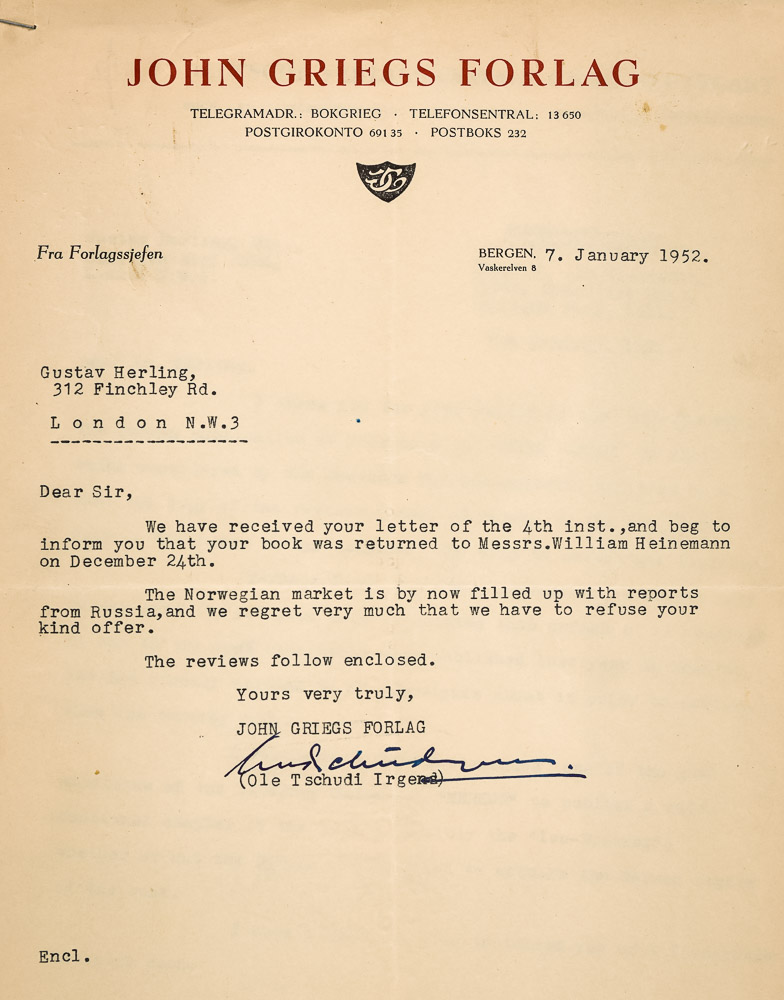 JOHN GRIEGS FORLAG
TELEGRAMADR.: BOKGRIEG · TELEFONSENTRAL: 13 650
POSTGIROKONTO 691 35 · POSTBOKS 232
Fra Forlagssjefen
BERGEN, 7. January 1952.
Vaskerelven 8
Gustav Herling,
312 Finchley Rd.
L o n d o n N.W.3
-------------------
Dear Sir,
We have received your letter of the 4th inst.,and beg to
inform you that your book was returned to Messrs.William Heinemann
on December 24th.
The Norwegian market is by now filled up with reports
from Russia,and we regret very much that we have to refuse your
kind offer.
The reviews follow enclosed.
Yours very truly,
JOHN GRIEGS FORLAG
(Ole Tschudi Irgens)
Encl.